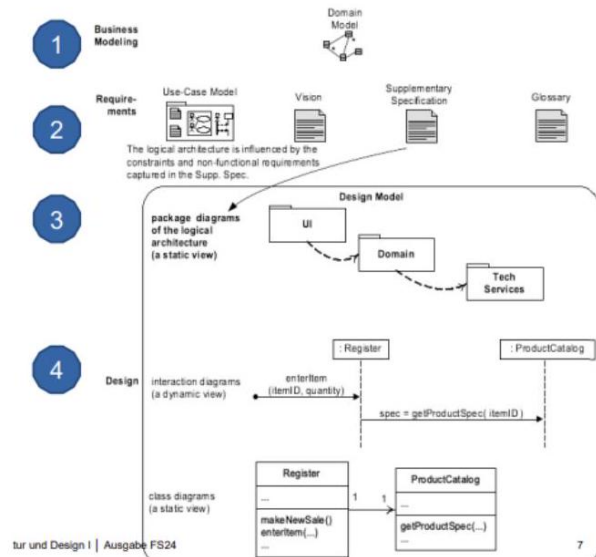 1
Business
Modeling
Domain
Model
*
*
2
Require-
ments
Use-Case Model
Vision
Supplementary
Specification
Glossary
The logical architecture is influenced by the
constraints and non-functional requirements
captured in the Supp. Spec.
3
Design Model
package diagrams
of the logical
architecture
(a static view)
UI
Domain
Tech
Services
4
Design
interaction diagrams
(a dynamic view)
: Register
: ProductCatalog
enterItem
(itemID, quantity)
spec = getProductSpec( itemID )
class diagrams
(a static view)
Register
...
makeNewSale()
enterItem(...)
...
1
1
ProductCatalog
...
getProductSpec(...)
...
tur und Design I | Ausgabe FS24
7